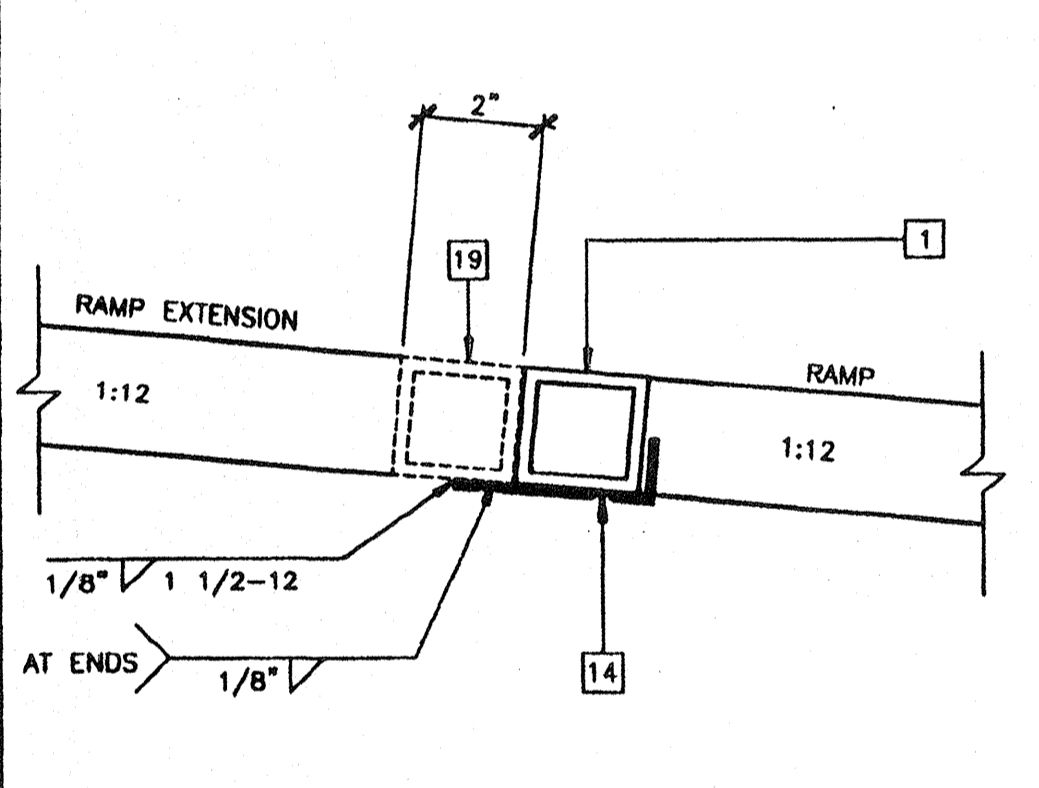 2"
1
19
RAMP EXTENSION
RAMP
1:12
1:12
1/8" 1 1/2-12
AT ENDS
1/8"
14